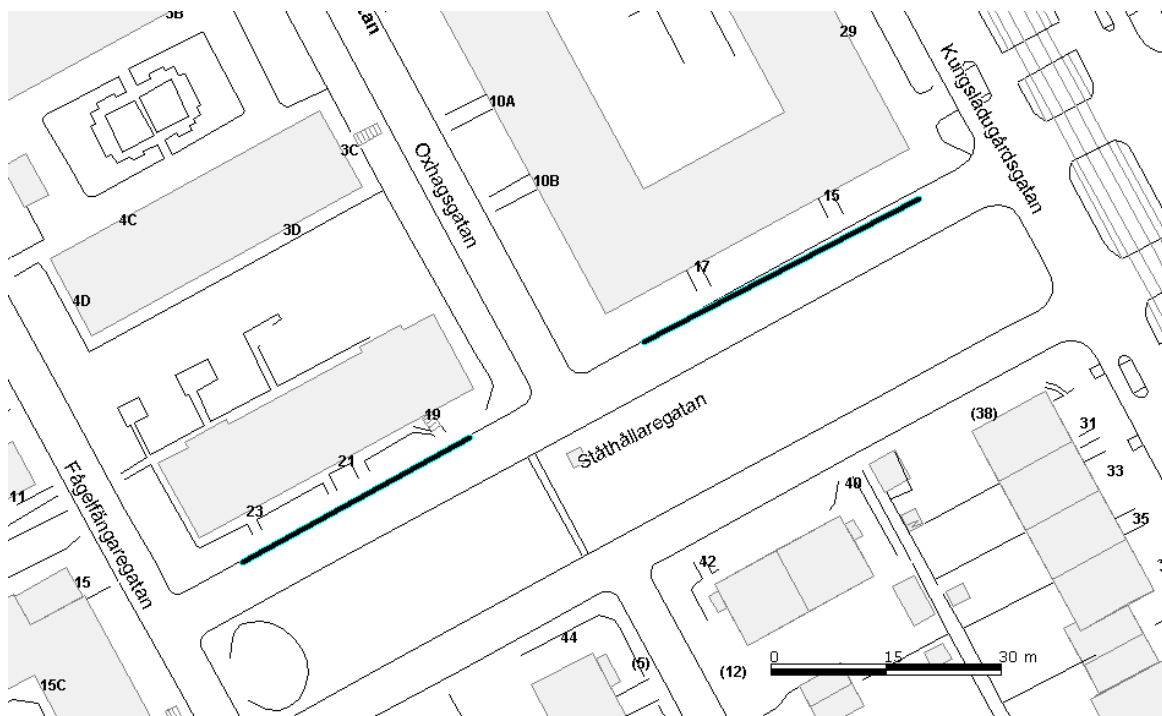 3B
29
10A
Oxhagsgatan
3C
Kungsladugårdsgatan
10B
15
4C
3D
17
4D
19
Ståthållaregatan
(38)
31
21
33
11
40
23
35
Fågelfängaregatan
42
15
44
(5)
(12)
0 15 30 m
15C